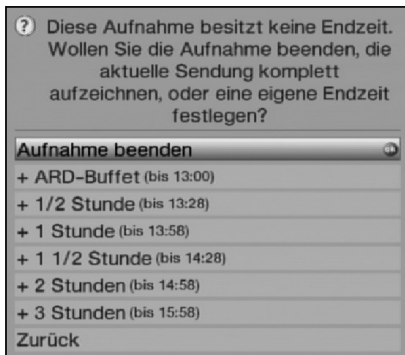 Diese Aufnahme besitzt keine Endzeit.
Wollen Sie die Aufnahme beenden, die
aktuelle Sendung komplett
aufzeichnen, oder eine eigene Endzeit
festlegen?
Aufnahme beenden
+ ARD-Buffet (bis 13:00)
+ 1/2 Stunde (bis 13:28)
+ 1 Stunde (bis 13:58)
+ 1 1/2 Stunde (bis 14:28)
+ 2 Stunden (bis 14:58)
+ 3 Stunden (bis 15:58)
Zurück